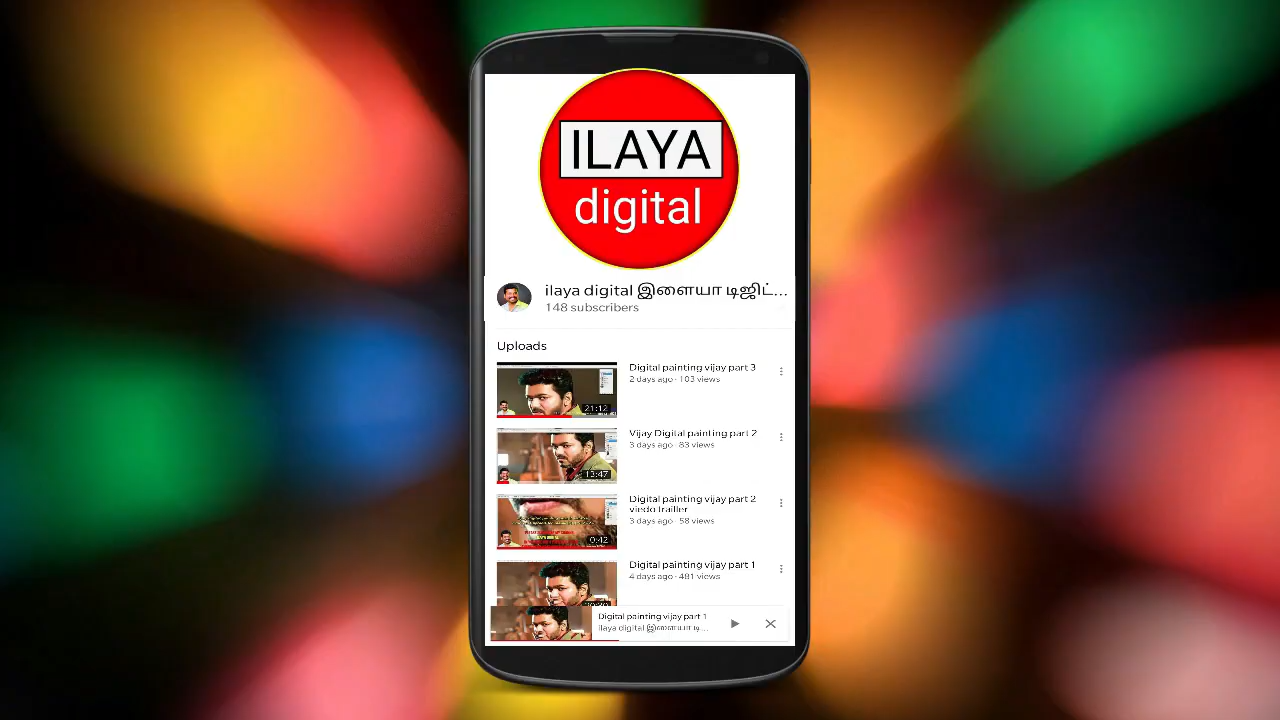 ILAYA
digital
ilaya digital இளையா டிஜிட்...
148 subscribers
Uploads
Digital painting vijay part 3
2 days ago · 103 views
21:12
Vijay Digital painting part 2
3 days ago · 83 views
13:47
Digital painting vijay part 2
viedo trailler
3 days ago · 58 views
0:42
Digital painting vijay part 1
4 days ago · 481 views
Digital painting vijay part 1
ilaya digital இளையா டி...